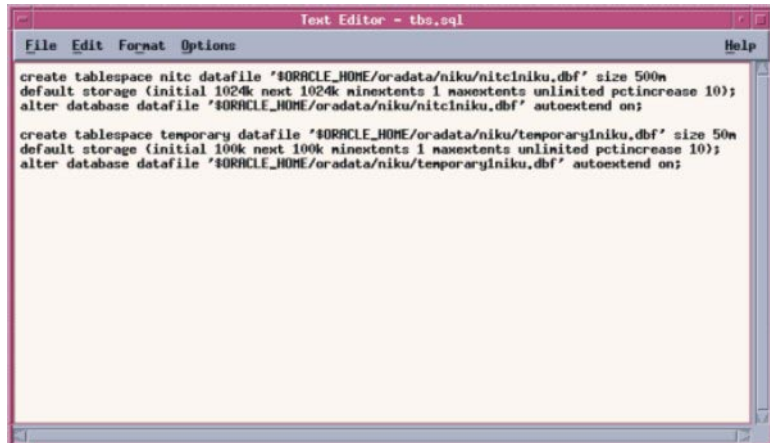 Text Editor - tbs.sql
File Edit Format Options Help
create tablespace nitc datafile '$ORACLE_HOME/oradata/niku/nitc1niku.dbf' size 500m
default storage (initial 1024k next 1024k minextents 1 maxextents unlimited pctincrease 10);
alter database datafile '$ORACLE_HOME/oradata/niku/nitc1niku.dbf' autoextend on;
create tablespace temporary datafile '$ORACLE_HOME/oradata/niku/temporary1niku.dbf' size 50m
default storage (initial 100k next 100k minextents 1 maxextents unlimited pctincrease 10);
alter database datafile '$ORACLE_HOME/oradata/niku/temporary1niku.dbf' autoextend on;